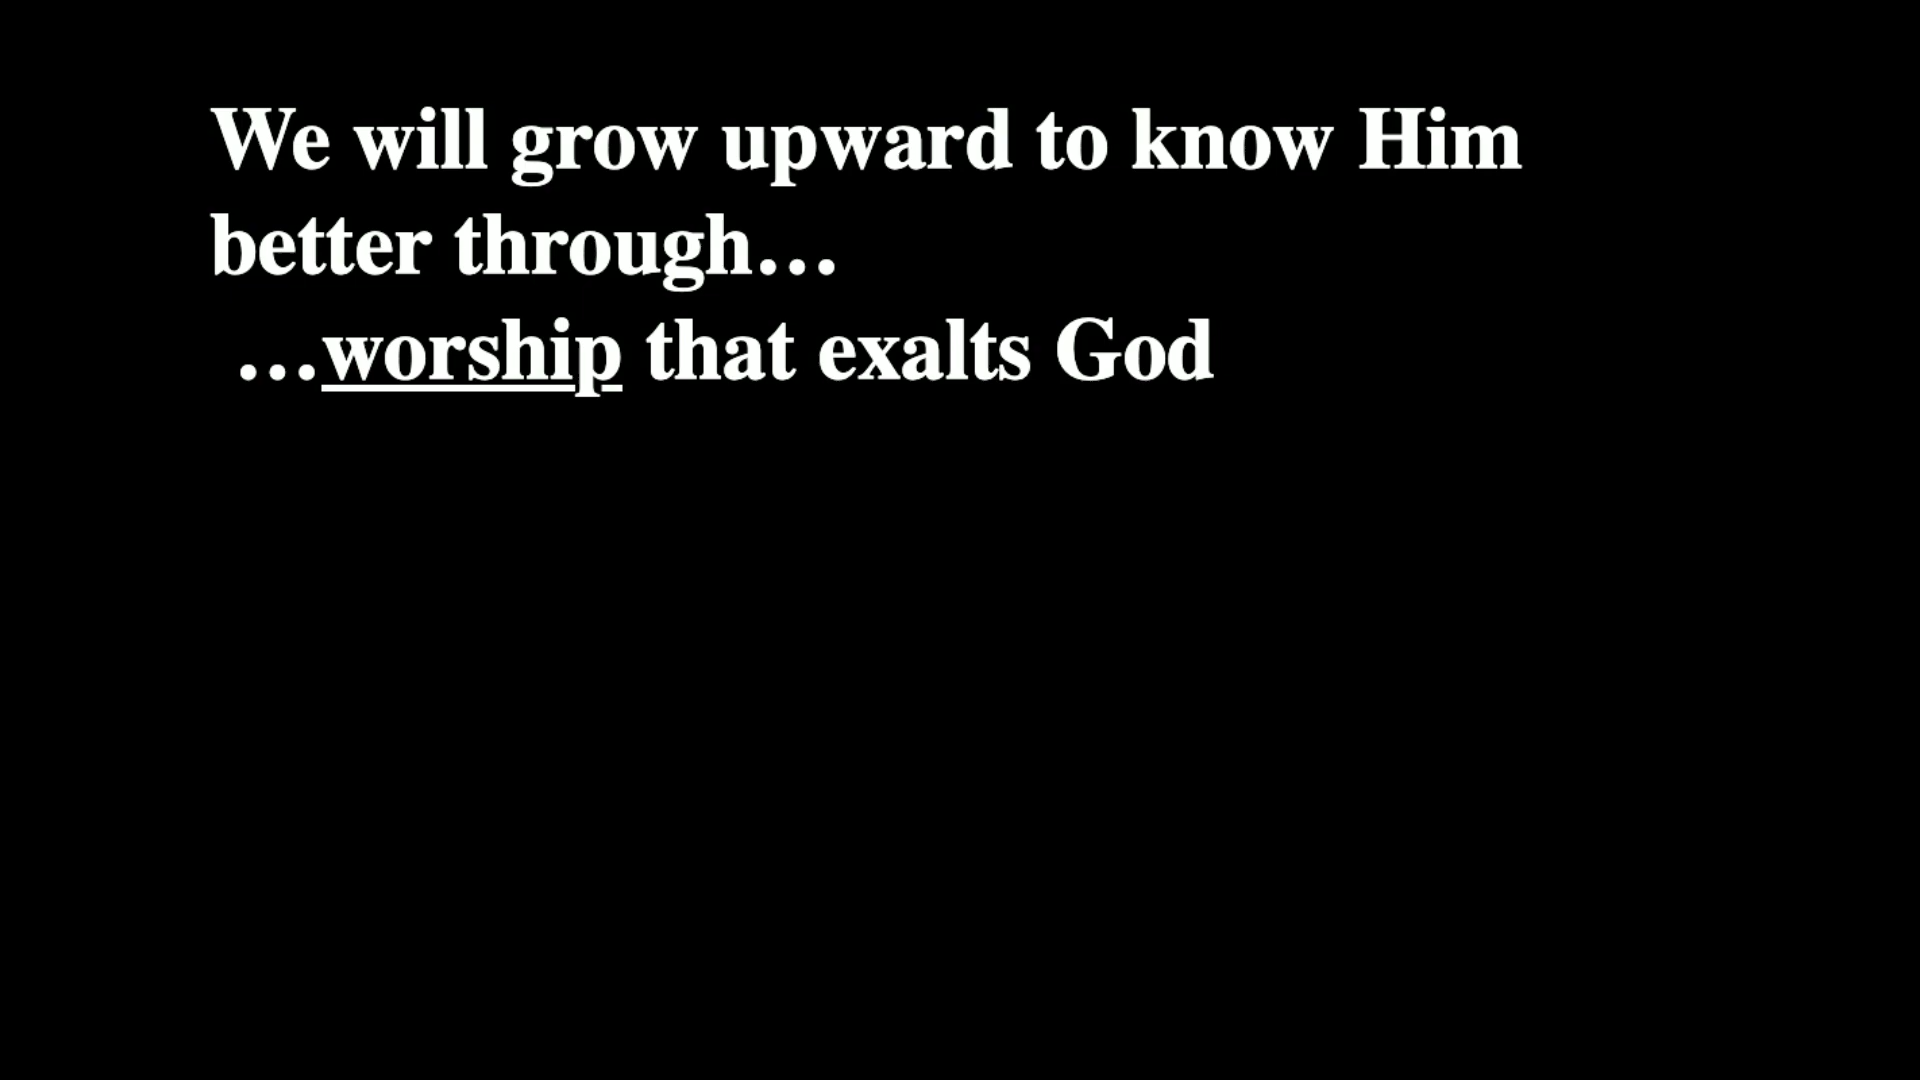 We will grow upward to know Him
better through…
…worship that exalts God